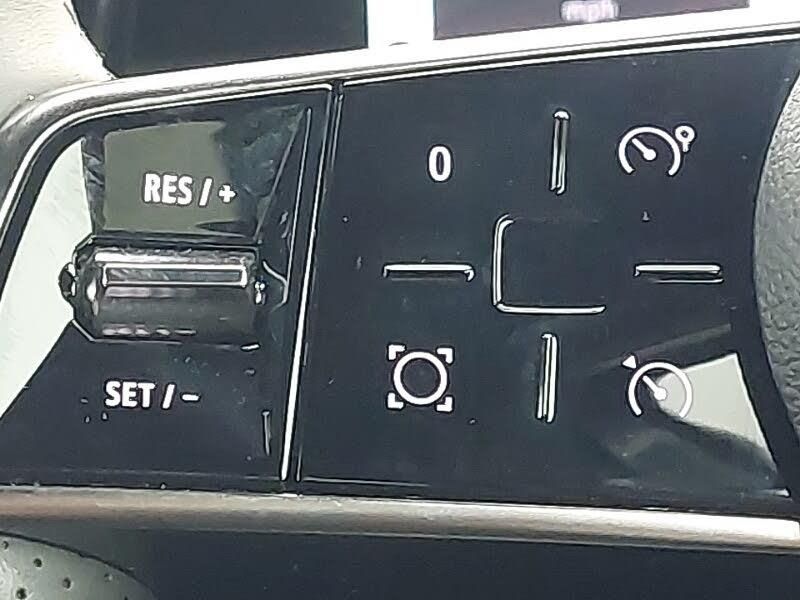 mph
RES / +
0
SET / -